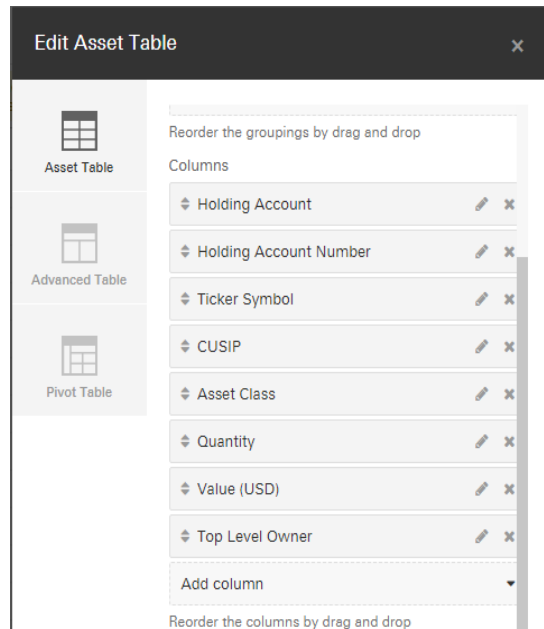 Edit Asset Table
Asset Table
Advanced Table
Pivot Table
Reorder the groupings by drag and drop
Columns
Holding Account
Holding Account Number
Ticker Symbol
CUSIP
Asset Class
Quantity
Value (USD)
Top Level Owner
Add column
Reorder the columns by drag and drop